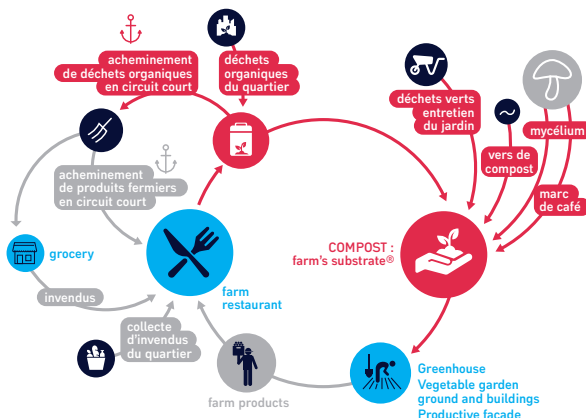 acheminement
de déchets organiques
en circuit court
déchets
organiques
du quartier
déchets verts
entretien
du jardin
vers de
compost
mycélium
marc
de café
acheminement
de produits fermiers
en circuit court
grocery
invendus
farm
restaurant
COMPOST :
farm's substrate®
collecte
d'invendus
du quartier
farm products
Greenhouse
Vegetable garden
ground and buildings
Productive facade